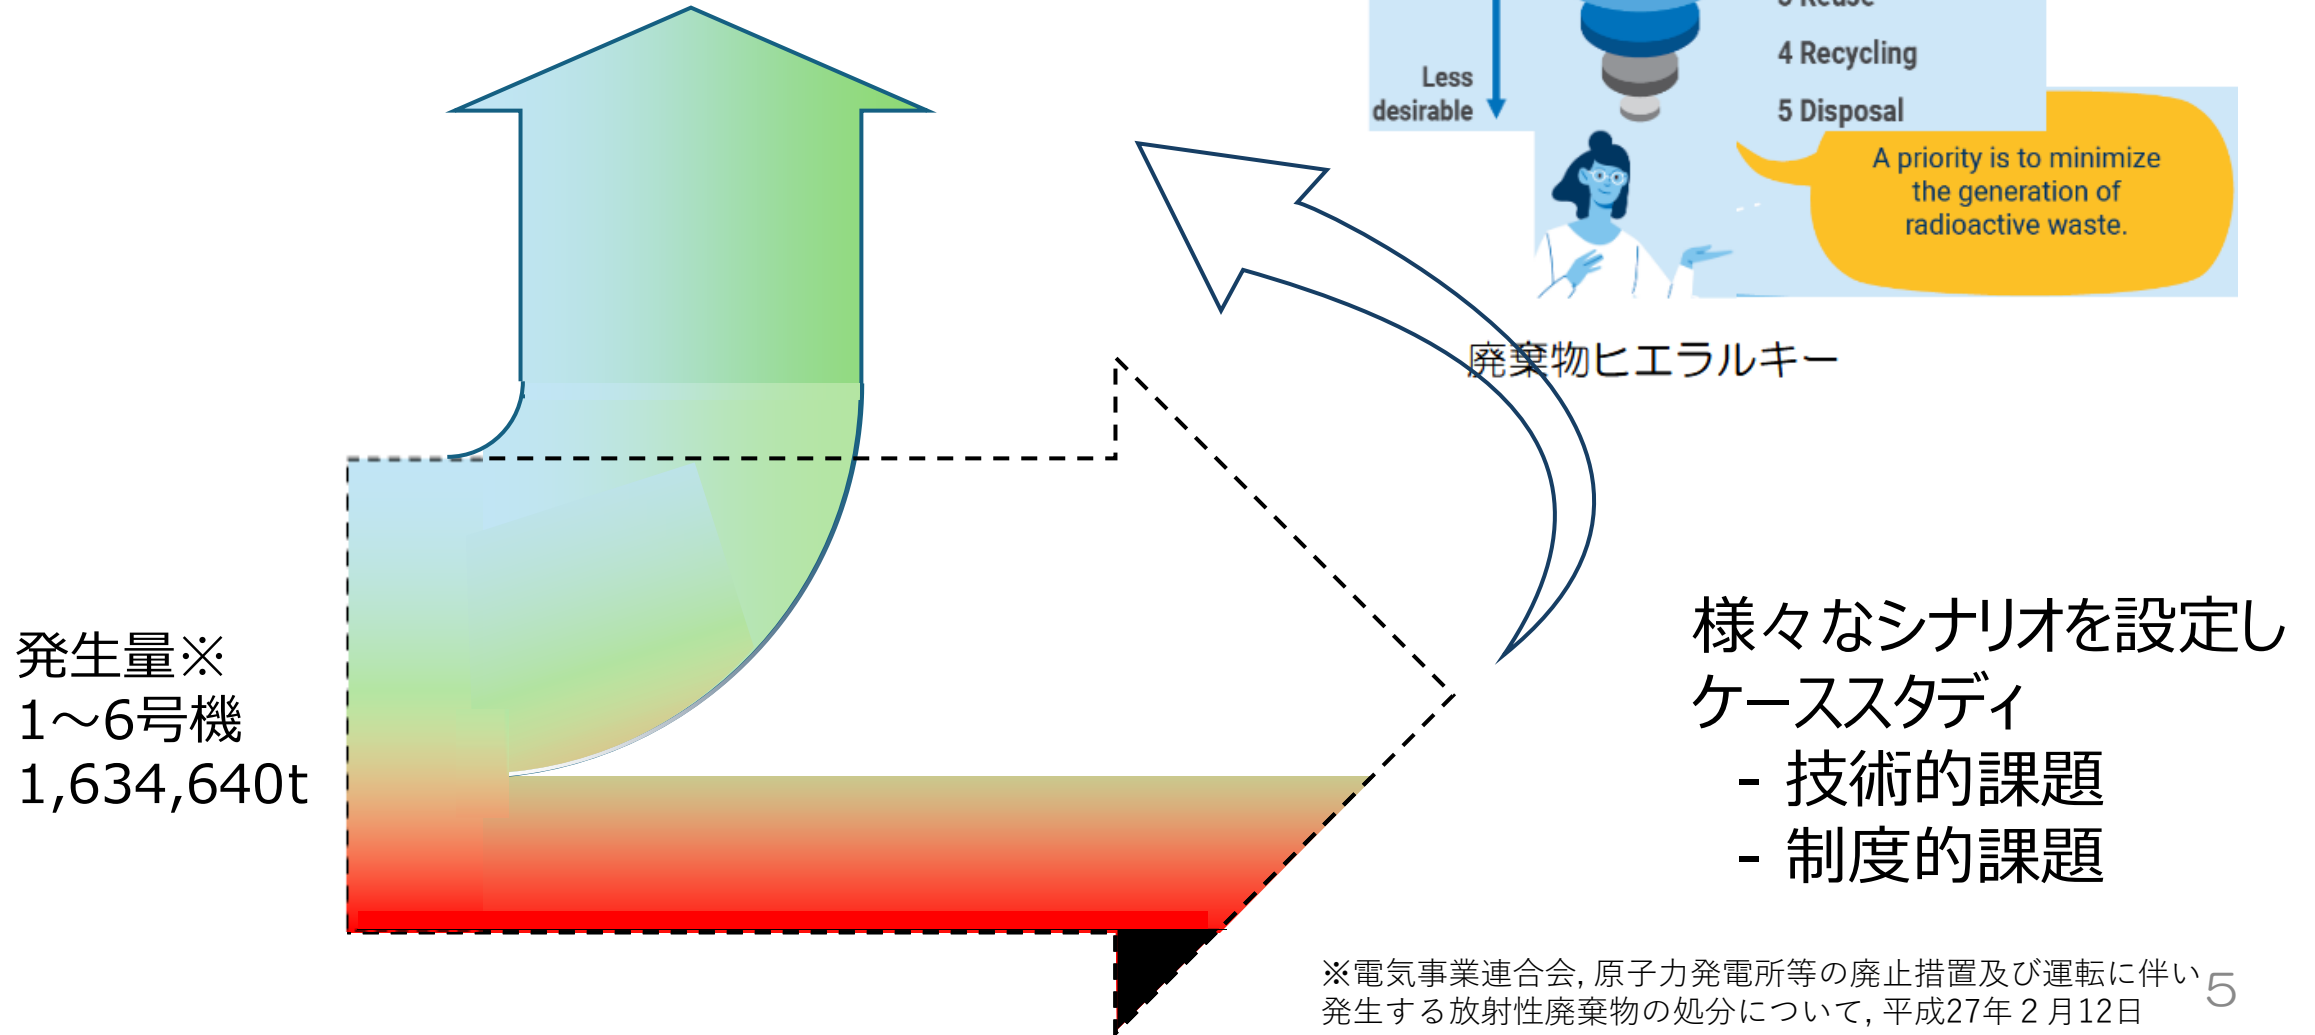 3 Reuse
4 Recycling
Less
desirable
5 Disposal
A priority is to minimize
the generation of
radioactive waste.
廃棄物ヒエラルキー
発生量※
1～6号機
1,634,640t
様々なシナリオを設定し
ケーススタディ
- 技術的課題
- 制度的課題
※電気事業連合会, 原子力発電所等の廃止措置及び運転に伴い
発生する放射性廃棄物の処分について, 平成27年２月12日
5